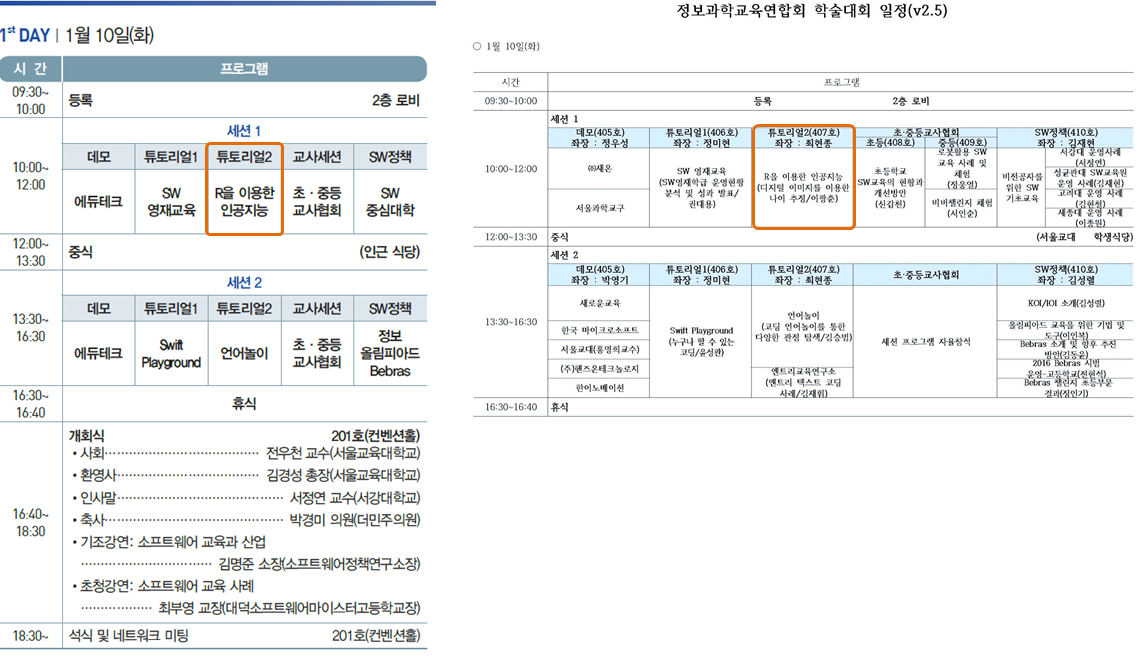 1st DAY | 1월 10일(화)
시 간
프로그램
09:30~
10:00
등록
2층 로비
10:00~
12:00
세션 1
데모
튜토리얼1
튜토리얼2
교사세션
SW정책
에듀테크
SW
영재교육
R을 이용한
인공지능
초·중등
교사협회
SW
중심대학
12:00~
13:30
중식
(인근 식당)
13:30~
16:30
세션 2
데모
튜토리얼1
튜토리얼2
교사세션
SW정책
에듀테크
Swift
Playground
언어놀이
초·중등
교사협회
정보
올림피아드
Bebras
16:30~
16:40
휴식
16:40~
18:30
개회식
201호(컨벤션홀)
• 사회 전우천 교수(서울교육대학교)
• 환영사 김경성 총장(서울교육대학교)
• 인사말 서정연 교수(서강대학교)
• 축사 박경미 의원(더민주의원)
• 기조강연: 소프트웨어 교육과 산업
김명준 소장(소프트웨어정책연구소장)
• 초청강연: 소프트웨어 교육 사례
최부영 교장(대덕소프트웨어마이스터고등학교장)
18:30~
석식 및 네트워크 미팅
201호(컨벤션홀)
정보과학교육연합회 학술대회 일정(v2.5)
○ 1월 10일(화)
시간
프로그램
09:30~10:00
등록
2층 로비
10:00~12:00
세션 1
데모(405호)
좌장 : 정우성
튜토리얼1(406호)
좌장 : 정미현
튜토리얼2(407호)
좌장 : 최현종
초·중등교사협회
초등(408호)
중등(409호)
SW정책(410호)
좌장 : 김재현
㈜새온
서울과학교구
SW 영재교육
(SW영재학급 운영현황
분석 및 성과 발표/
권대용)
R을 이용한 인공지능
(디지털 이미지를 이용한
나이 추정/이광춘)
초등학교
SW교육의 현황과
개선방안
(신갑천)
로봇활용 SW
교육 사례 및
체험
(정웅열)
비버챌린지 체험
(서인순)
비전공자를
위한 SW
기초교육
서강대 운영사례
(서정연)
성균관대 SW교육원
운영 사례(김재현)
고려대 운영 사례
(김현철)
세종대 운영 사례
(이종원)
12:00~13:30
중식
(서울교대 학생식당)
13:30~16:30
세션 2
데모(405호)
좌장 : 박영기
튜토리얼1(406호)
좌장 : 정미현
튜토리얼2(407호)
좌장 : 최현종
초·중등교사협회
SW정책(410호)
좌장 : 김성렬
새로운교육
한국 마이크로소프트
서울교대(홍명희교수)
(주)핸즈온테크놀로지
한이노베이션
Swift Playground
(누구나 할 수 있는
코딩/윤성관)
언어놀이
(코딩 언어놀이를 통한
다양한 관점 탐색/김승범)
엔트리교육연구소
(엔트리 텍스트 코딩
사례/김재휘)
세션 프로그램 자율참석
KOI/IOI 소개(김성렬)
올림피아드 교육을 위한 기법 및
도구(이인복)
Bebras 소개 및 향후 추진
방안(김동윤)
2016 Bebras 시범
운영-고등학교(전현석)
Bebras 챌린지 초등부문
결과(정인기)
16:30~16:40
휴식